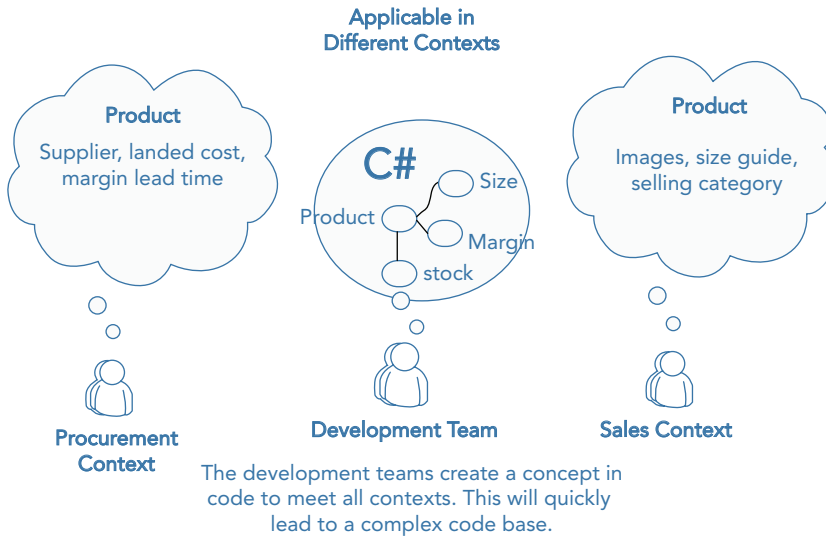 Applicable in
Different Contexts
Product
Supplier, landed cost,
margin lead time
C#
Size
Product
Margin
stock
Product
Images, size guide,
selling category
Procurement
Context
Development Team
Sales Context
The development teams create a concept in
code to meet all contexts. This will quickly
lead to a complex code base.